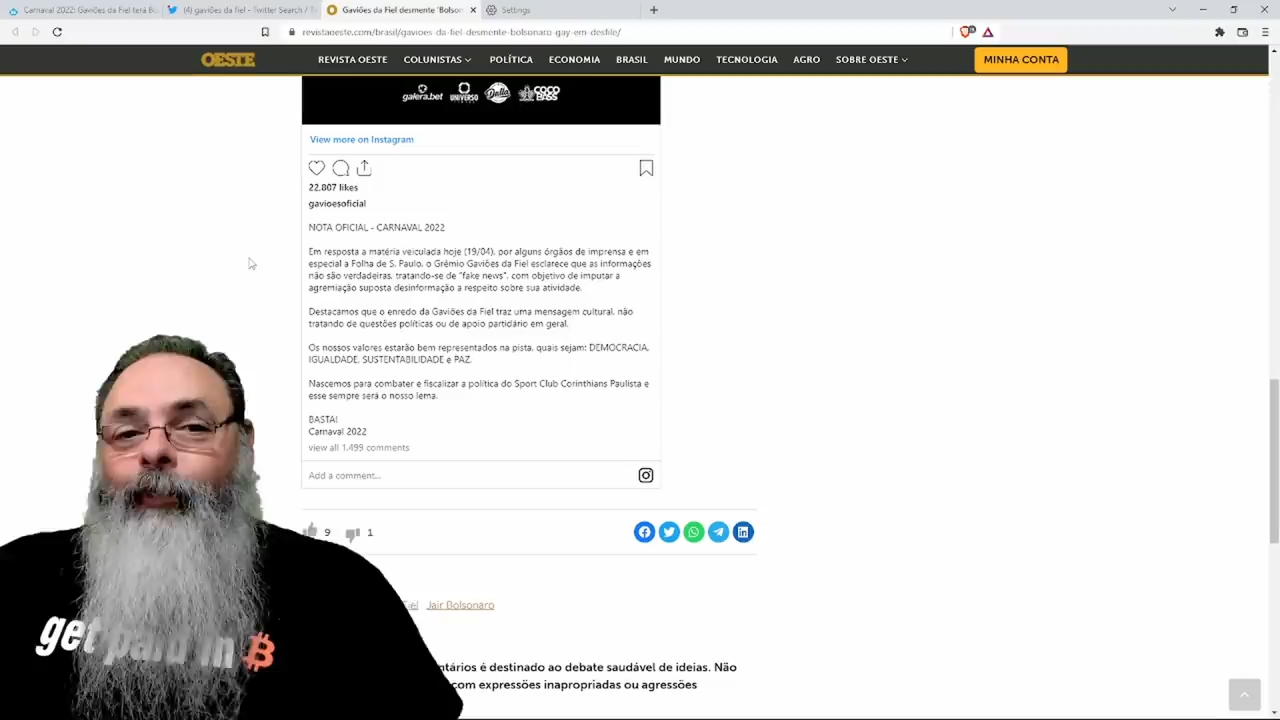 Carnaval 2022: Gaviões da Fiel terá Bo
(4) gaviões da fiel - Twitter Search / T
Gaviões da Fiel desmente 'Bolson
Settings
revistaoeste.com/brasil/gavioes-da-fiel-desmente-bolsonaro-gay-em-desfile/
OESTE
REVISTA OESTE COLUNISTAS POLÍTICA ECONOMIA BRASIL MUNDO TECNOLOGIA AGRO SOBRE OESTE
MINHA CONTA
galera.bet UNIVERSO Dalla COCO BASS
View more on Instagram
22,807 likes
gavioesoficial
NOTA OFICIAL - CARNAVAL 2022
Em resposta a matéria veiculada hoje (19/04), por alguns órgãos de imprensa e em
especial a Folha de S. Paulo, o Grêmio Gaviões da Fiel esclarece que as informações
não são verdadeiras, tratando-se de "fake news", com objetivo de imputar a
agremiação suposta desinformação a respeito sobre sua atividade.
Destacamos que o enredo da Gaviões da Fiel traz uma mensagem cultural, não
tratando de questões políticas ou de apoio partidário em geral.
Os nossos valores estarão bem representados na pista, quais sejam: DEMOCRACIA,
IGUALDADE, SUSTENTABILIDADE e PAZ.
Nascemos para combater e fiscalizar a política do Sport Club Corinthians Paulista e
esse sempre será o nosso lema.
BASTA!
Carnaval 2022
view all 1,499 comments
Add a comment...
9 1
Fiel Jair Bolsonaro
ntários é destinado ao debate saudável de ideias. Não
com expressões inapropriadas ou agressões
get paid in ₿